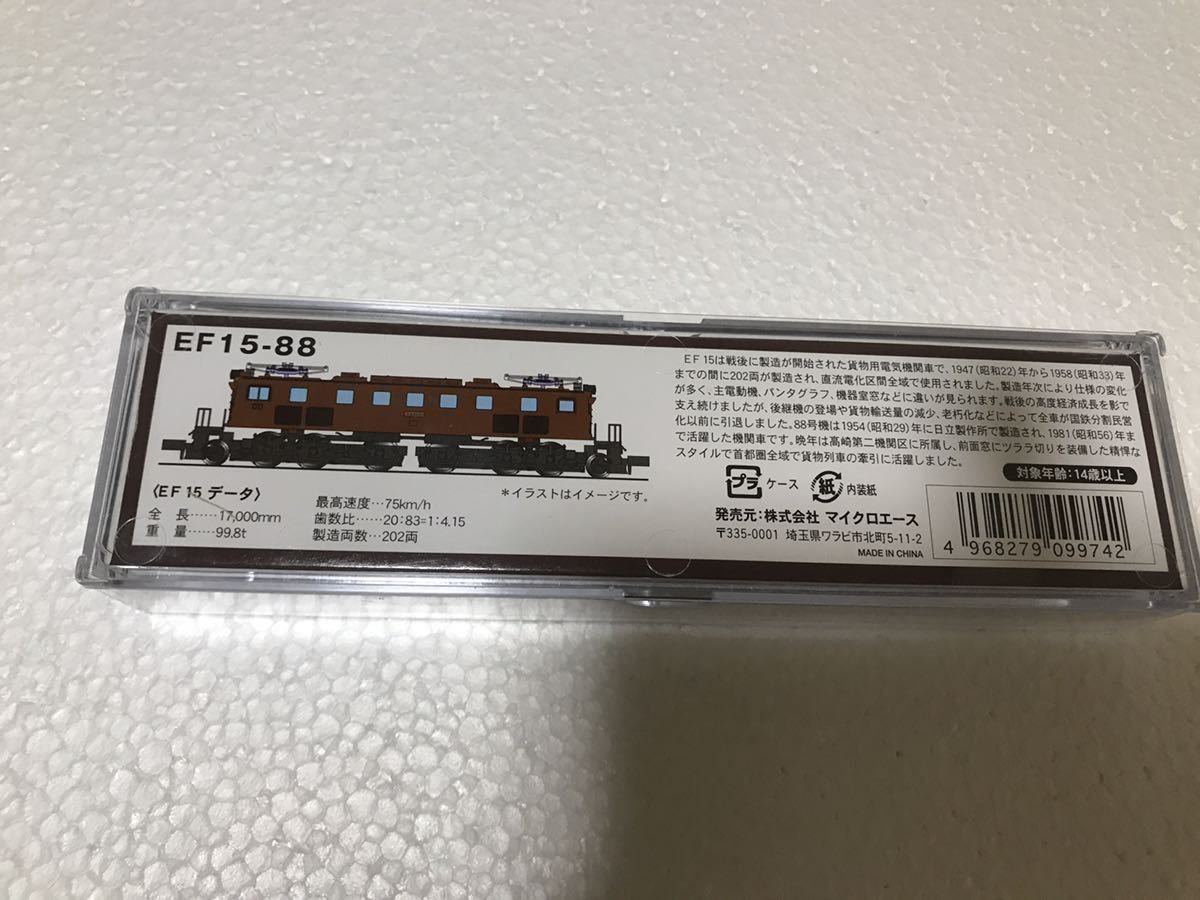 EF15-88
EF15は戦後に製造が開始された貨物用電気機関車で、1947(昭和22)年から1958(昭和33)年
までの間に202両が製造され、直流電化区間全域で使用されました。製造年次により仕様の変化
が多く、主電動機、パンタグラフ、機器室窓などに違いが見られます。戦後の高度経済成長を影で
支え続けましたが、後継機の登場や貨物輸送量の減少、老朽化などによって全車が国鉄分割民営
化以前に引退しました。88号機は1954(昭和29)年に日立製作所で製造され、1981(昭和56)年ま
で活躍した機関車です。晩年は高崎第二機関区に所属し、前面窓にツララ切りを装備した精悍な
スタイルで首都圏全域で貨物列車の牽引に活躍しました。
＊イラストはイメージです。
〈EF15 データ〉
全 長……17,000mm
重 量……99.8t
最高速度…75km/h
歯数比……20:83=1:4.15
製造両数…202両
プラ ケース 紙 内装紙
対象年齢:14歳以上
発売元:株式会社 マイクロエース
〒335-0001 埼玉県ワラビ市北町5-11-2
MADE IN CHINA
4 968279 099742